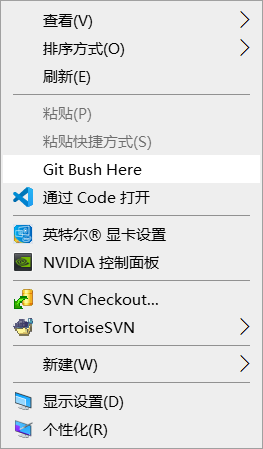 查看(V)
排序方式(O)
刷新(E)
粘贴(P)
粘贴快捷方式(S)
Git Bush Here
通过 Code 打开
英特尔® 显卡设置
NVIDIA 控制面板
SVN Checkout...
TortoiseSVN
新建(W)
显示设置(D)
个性化(R)